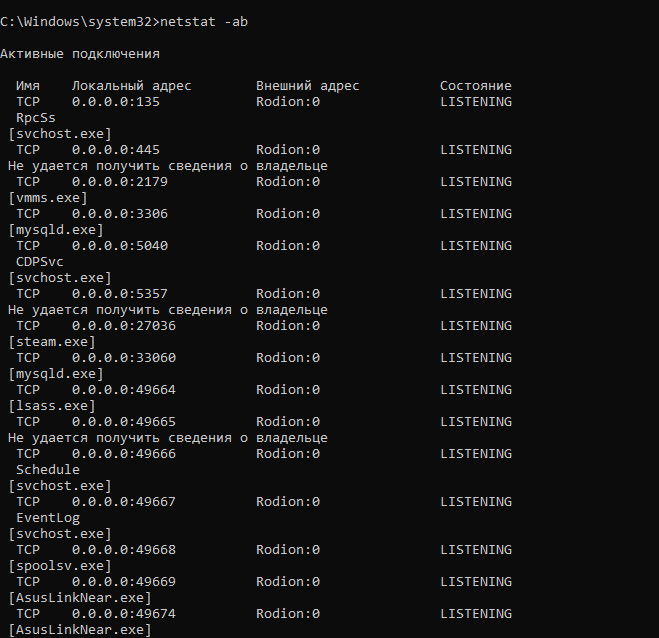 C:\Windows\system32>netstat -ab
Активные подключения
Имя Локальный адрес Внешний адрес Состояние
TCP 0.0.0.0:135 Rodion:0 LISTENING
RpcSs
[svchost.exe]
TCP 0.0.0.0:445 Rodion:0 LISTENING
Не удается получить сведения о владельце
TCP 0.0.0.0:2179 Rodion:0 LISTENING
[vmms.exe]
TCP 0.0.0.0:3306 Rodion:0 LISTENING
[mysqld.exe]
TCP 0.0.0.0:5040 Rodion:0 LISTENING
CDPSvc
[svchost.exe]
TCP 0.0.0.0:5357 Rodion:0 LISTENING
Не удается получить сведения о владельце
TCP 0.0.0.0:27036 Rodion:0 LISTENING
[steam.exe]
TCP 0.0.0.0:33060 Rodion:0 LISTENING
[mysqld.exe]
TCP 0.0.0.0:49664 Rodion:0 LISTENING
[lsass.exe]
TCP 0.0.0.0:49665 Rodion:0 LISTENING
Не удается получить сведения о владельце
TCP 0.0.0.0:49666 Rodion:0 LISTENING
Schedule
[svchost.exe]
TCP 0.0.0.0:49667 Rodion:0 LISTENING
EventLog
[svchost.exe]
TCP 0.0.0.0:49668 Rodion:0 LISTENING
[spoolsv.exe]
TCP 0.0.0.0:49669 Rodion:0 LISTENING
[AsusLinkNear.exe]
TCP 0.0.0.0:49674 Rodion:0 LISTENING
[AsusLinkNear.exe]